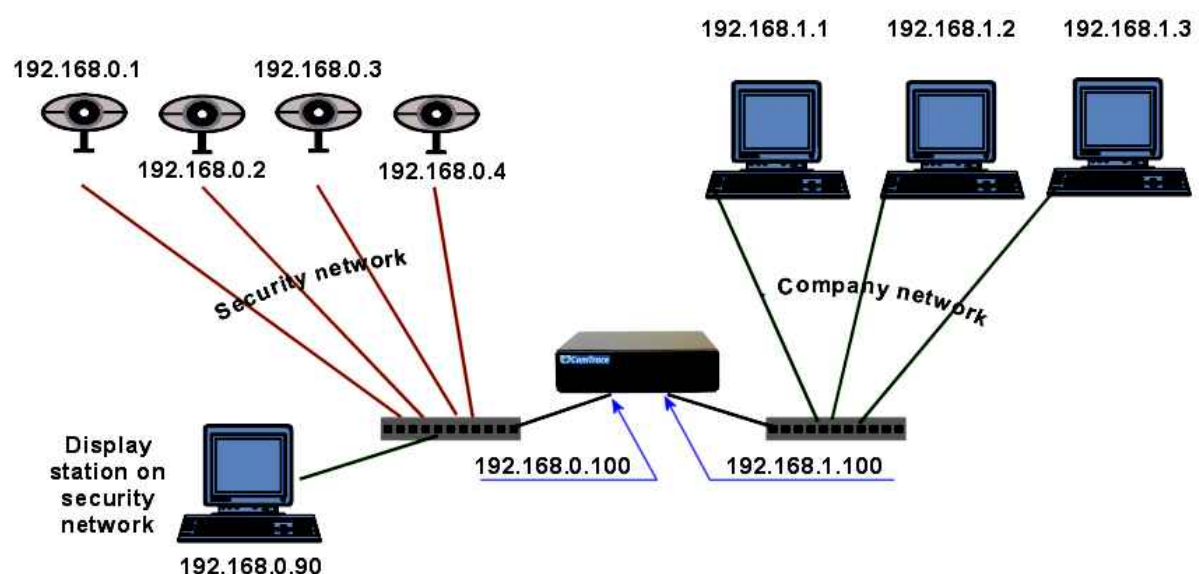 192.168.1.1
192.168.1.2
192.168.1.3
192.168.0.1
192.168.0.3
192.168.0.2
192.168.0.4
Security network
Company network
CamTrace
192.168.0.100
192.168.1.100
Display
station on
security
network
192.168.0.90